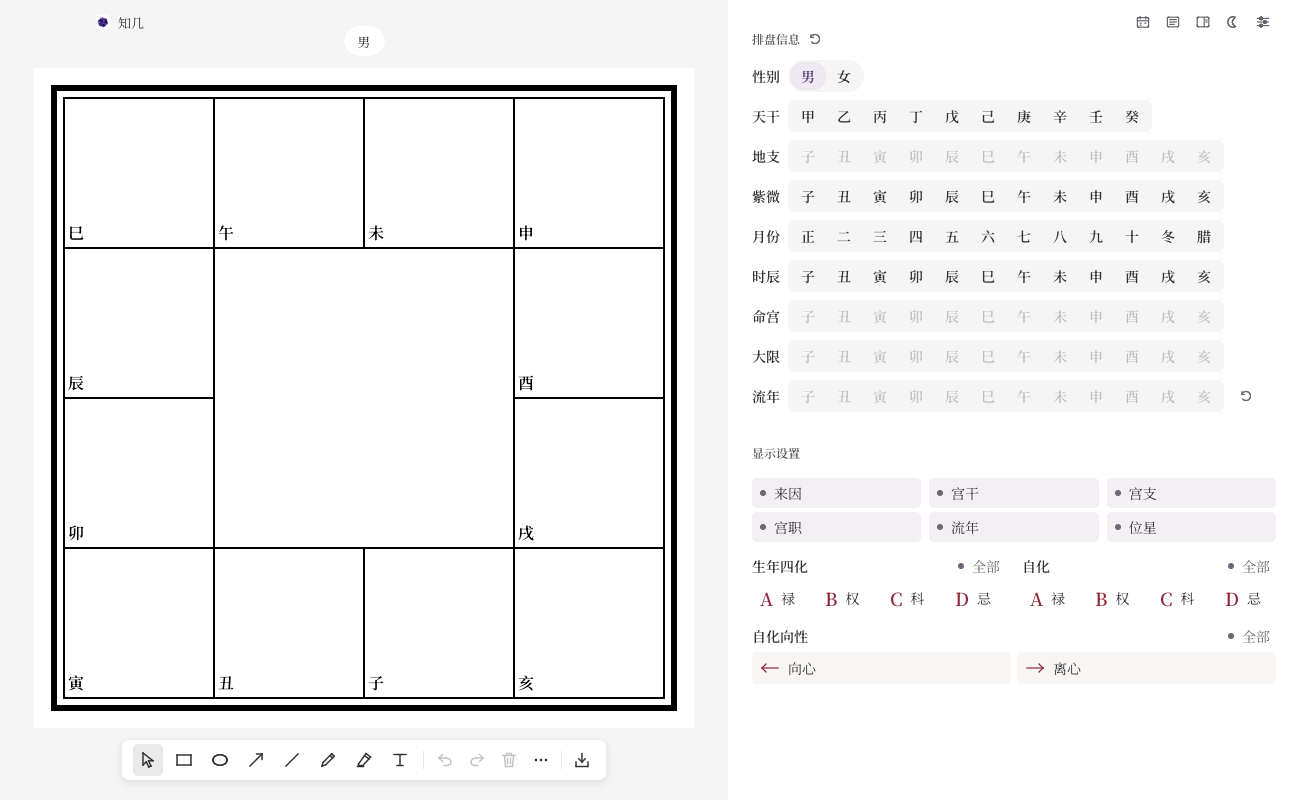 知几
男
巳
午
未
申
辰
酉
卯
戌
寅
丑
子
亥
排盘信息
性别 男 女
天干 甲 乙 丙 丁 戊 己 庚 辛 壬 癸
地支 子 丑 寅 卯 辰 巳 午 未 申 酉 戌 亥
紫微 子 丑 寅 卯 辰 巳 午 未 申 酉 戌 亥
月份 正 二 三 四 五 六 七 八 九 十 冬 腊
时辰 子 丑 寅 卯 辰 巳 午 未 申 酉 戌 亥
命宫 子 丑 寅 卯 辰 巳 午 未 申 酉 戌 亥
大限 子 丑 寅 卯 辰 巳 午 未 申 酉 戌 亥
流年 子 丑 寅 卯 辰 巳 午 未 申 酉 戌 亥
显示设置
来因 宫干 宫支
宫职 流年 位星
生年四化 全部 自化 全部
A 禄 B 权 C 科 D 忌 A 禄 B 权 C 科 D 忌
自化向性 全部
向心 离心